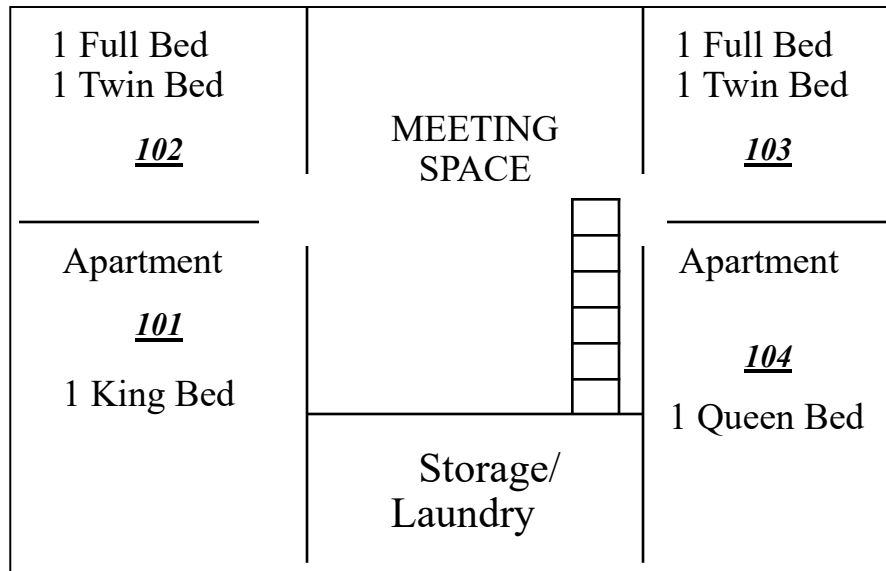 1 Full Bed
1 Twin Bed
102
Apartment
101
1 King Bed
MEETING
SPACE
Storage/
Laundry
1 Full Bed
1 Twin Bed
103
Apartment
104
1 Queen Bed